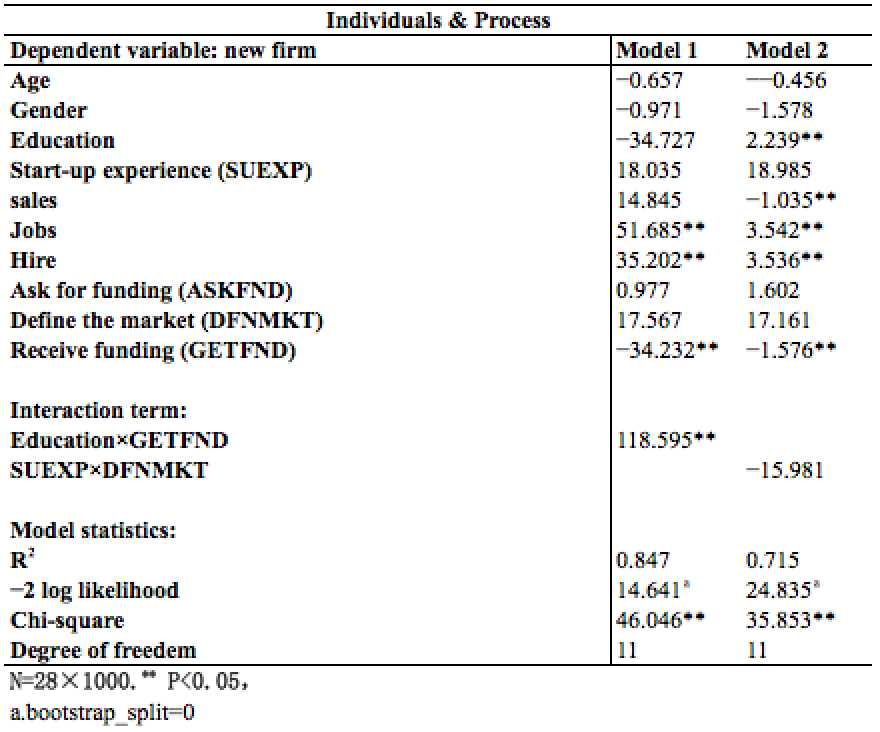 Individuals & Process
Dependent variable: new firm Model 1 Model 2
Age −0.657 −−0.456
Gender −0.971 −1.578
Education −34.727 2.239**
Start-up experience (SUEXP) 18.035 18.985
sales 14.845 −1.035**
Jobs 51.685** 3.542**
Hire 35.202** 3.536**
Ask for funding (ASKFND) 0.977 1.602
Define the market (DFNMKT) 17.567 17.161
Receive funding (GETFND) −34.232** −1.576**
Interaction term:
Education×GETFND 118.595**
SUEXP×DFNMKT −15.981
Model statistics:
R² 0.847 0.715
−2 log likelihood 14.641ᵃ 24.835ᵃ
Chi-square 46.046** 35.853**
Degree of freedem 11 11
N=28×1000. ** P<0.05,
a.bootstrap_split=0